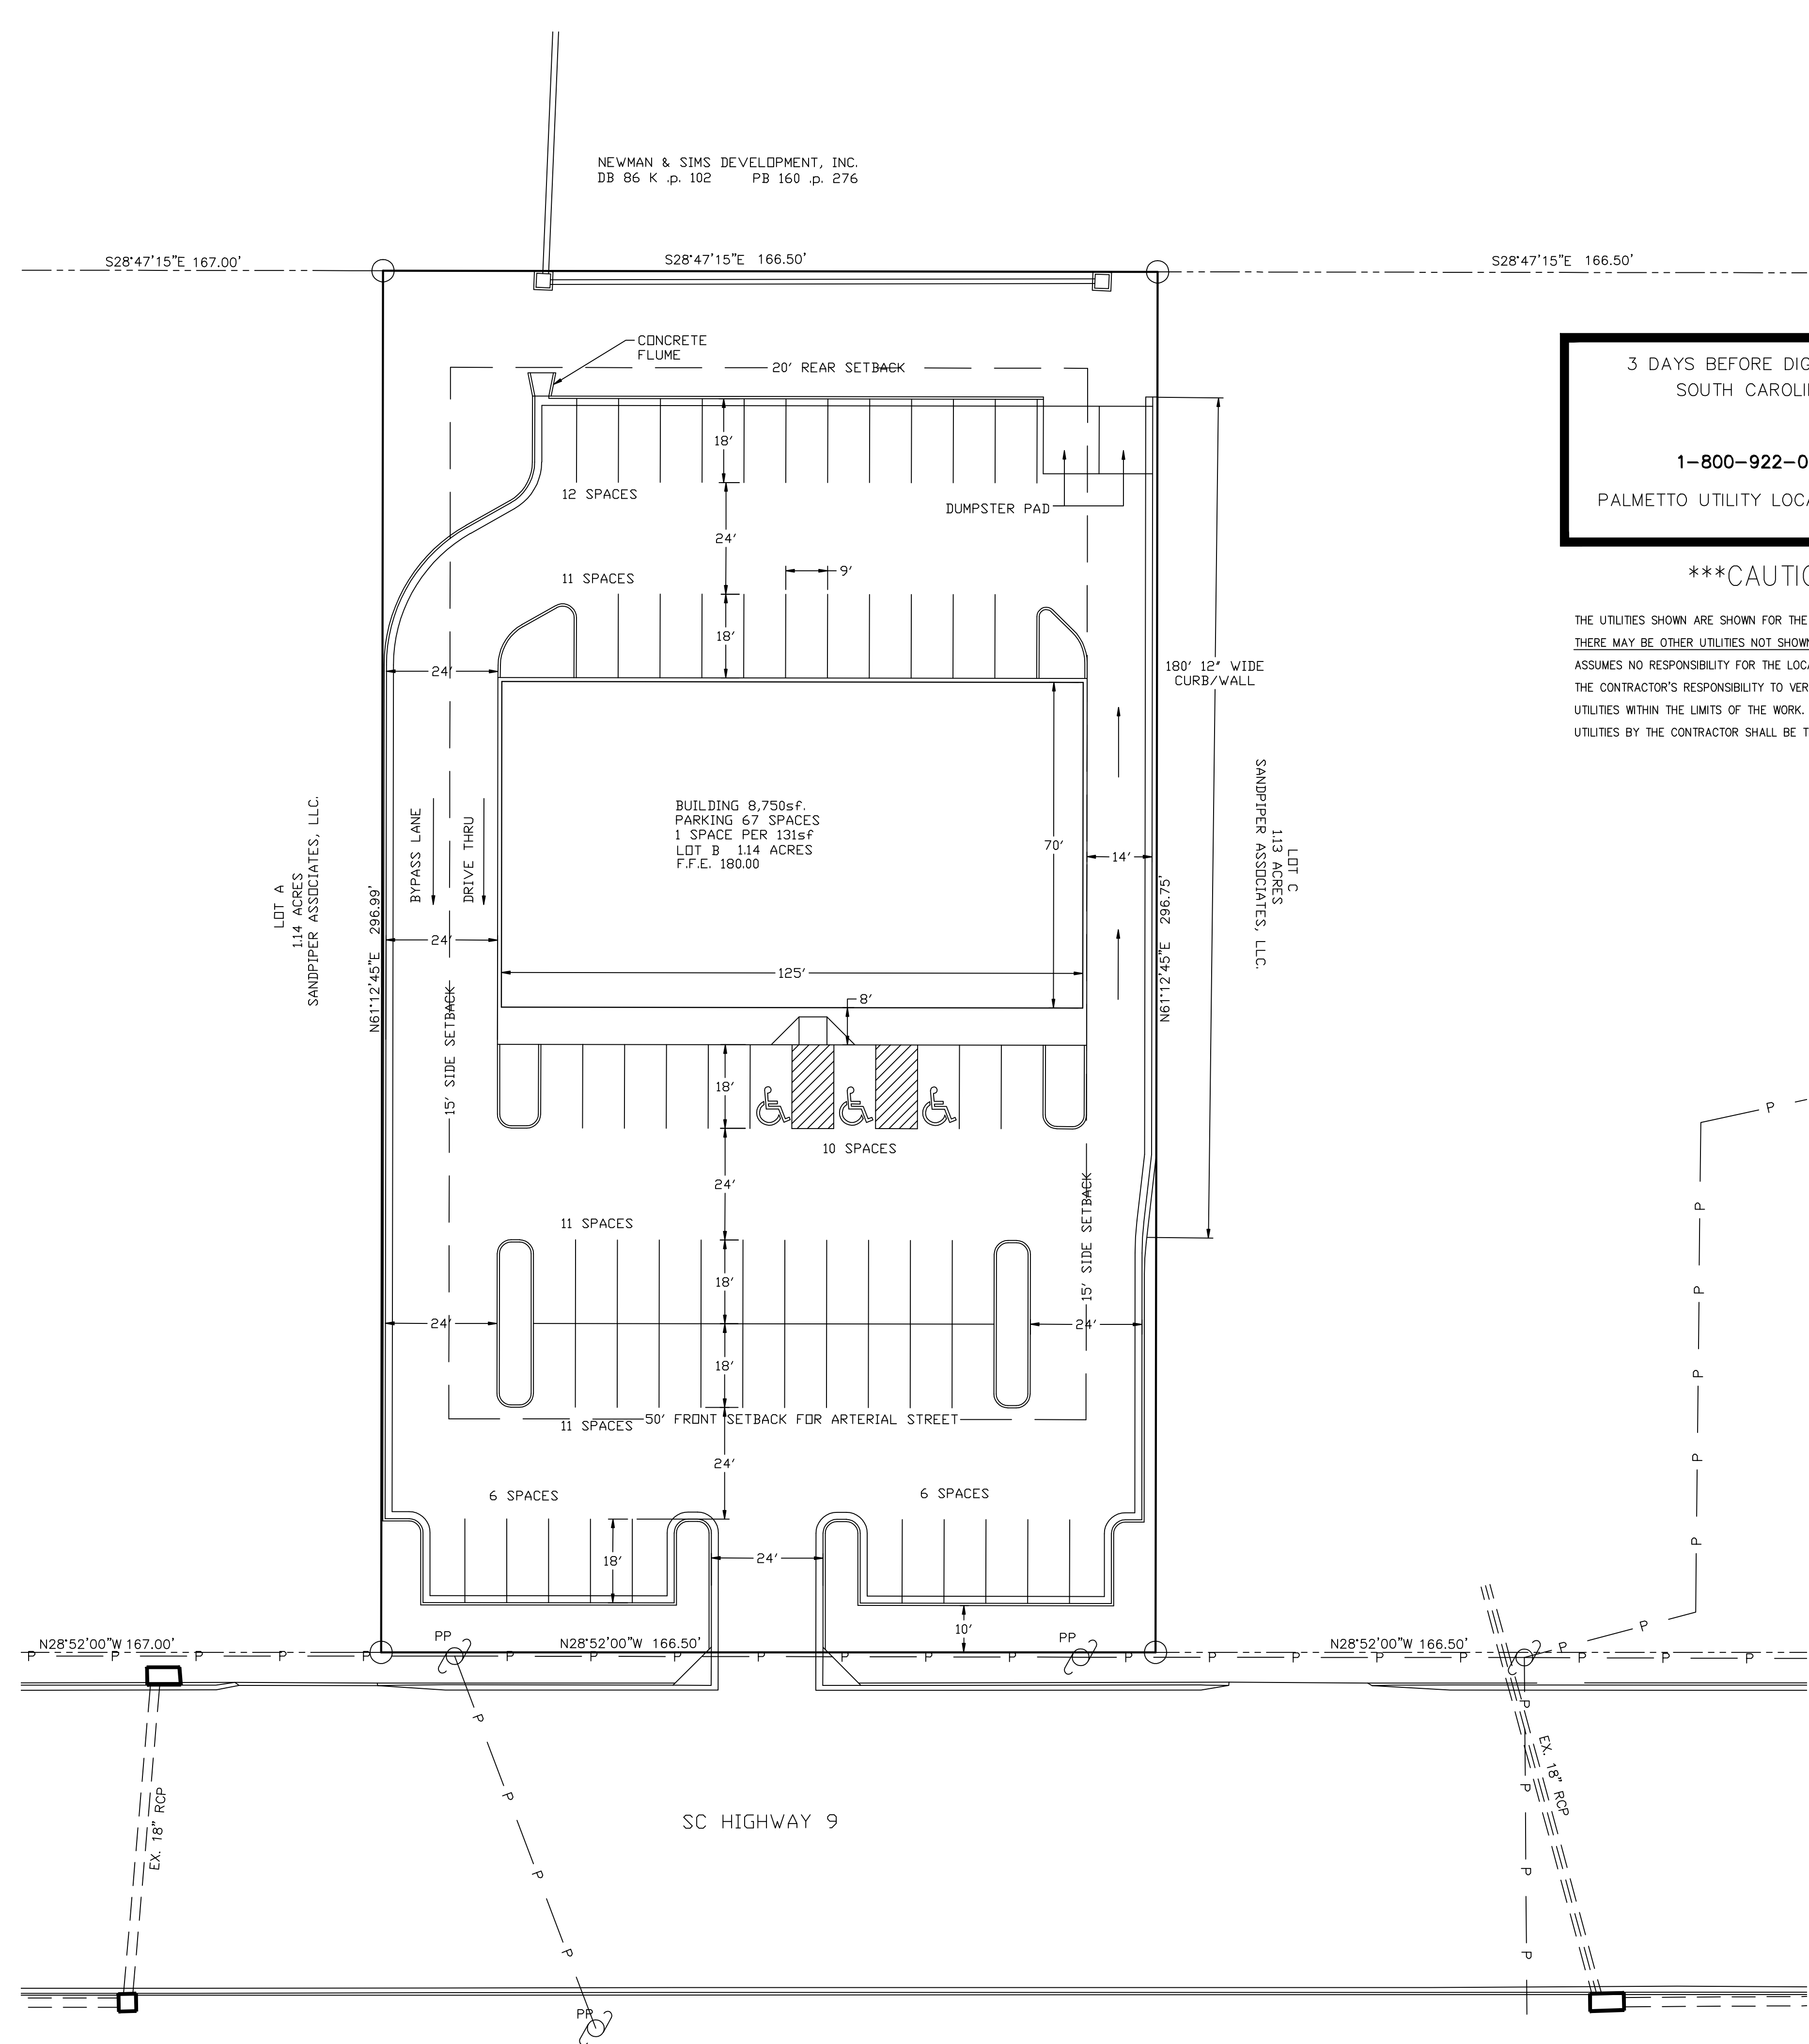 NEWMAN & SIMS DEVELOPMENT, INC.
DB 86 K .p. 102 PB 160 .p. 276
S28°47'15"E 167.00'
S28°47'15"E 166.50'
S28°47'15"E 166.50'
CONCRETE
FLUME
20' REAR SETBACK
3 DAYS BEFORE DIG
SOUTH CAROLI
1-800-922-0
PALMETTO UTILITY LOC
***CAUTIO
THE UTILITIES SHOWN ARE SHOWN FOR THE
THERE MAY BE OTHER UTILITIES NOT SHOWN
ASSUMES NO RESPONSIBILITY FOR THE LOC
THE CONTRACTOR'S RESPONSIBILITY TO VER
UTILITIES WITHIN THE LIMITS OF THE WORK.
UTILITIES BY THE CONTRACTOR SHALL BE T
18'
12 SPACES
DUMPSTER PAD
24'
11 SPACES
9'
18'
24'
180' 12" WIDE
CURB/WALL
BUILDING 8,750sf.
PARKING 67 SPACES
1 SPACE PER 131sf
LOT B 1.14 ACRES
F.F.E. 180.00
70'
14'
BYPASS LANE
DRIVE THRU
LOT A
1.14 ACRES
SANDPIPER ASSOCIATES, LLC.
N61°12'45"E 296.99'
LOT C
1.13 ACRES
SANDPIPER ASSOCIATES, LLC.
N61°12'45"E 296.75'
24'
125'
8'
15' SIDE SETBACK
18'
10 SPACES
24'
15' SIDE SETBACK
11 SPACES
18'
24'
24'
18'
50' FRONT SETBACK FOR ARTERIAL STREET
11 SPACES
24'
6 SPACES
6 SPACES
18'
24'
10'
N28°52'00"W 167.00'
PP
N28°52'00"W 166.50'
PP
N28°52'00"W 166.50'
P P P P P P P P P P P P P P P P P P P P
P P P P P P P
P P P P
P P P P
EX. 18" RCP
EX. 18" RCP
SC HIGHWAY 9
PP